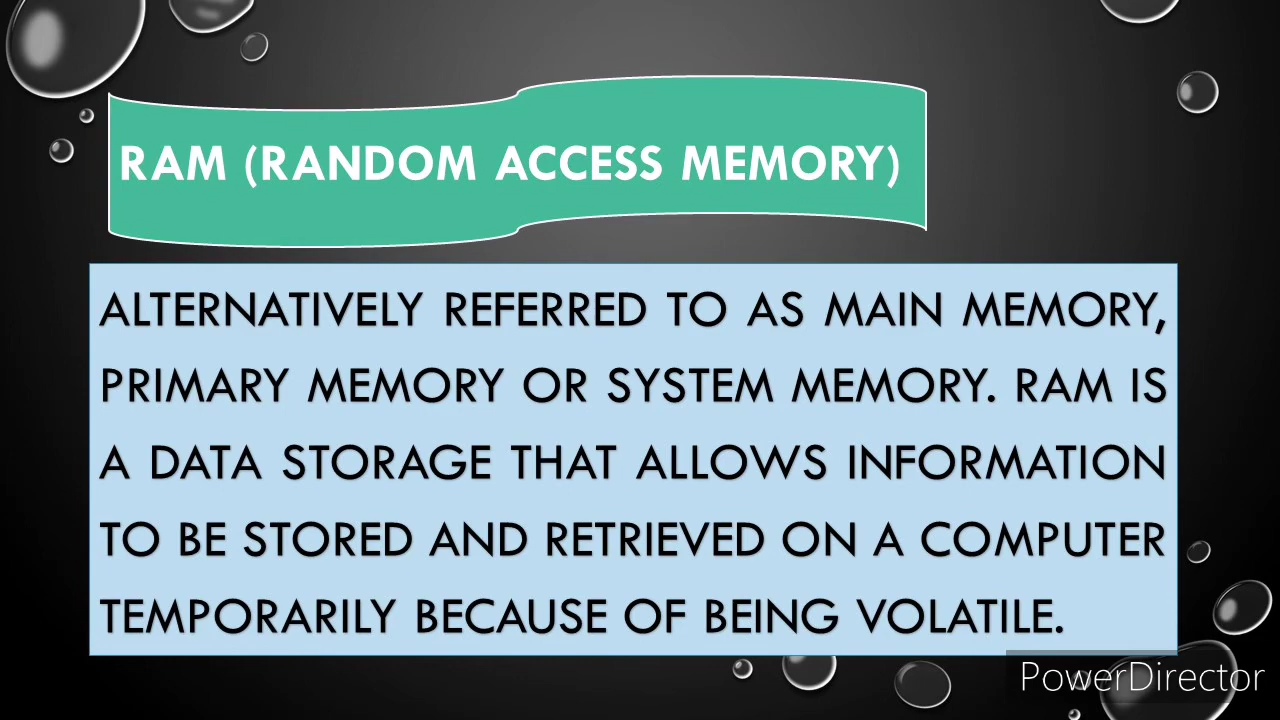 RAM (RANDOM ACCESS MEMORY)
ALTERNATIVELY REFERRED TO AS MAIN MEMORY,
PRIMARY MEMORY OR SYSTEM MEMORY. RAM IS
A DATA STORAGE THAT ALLOWS INFORMATION
TO BE STORED AND RETRIEVED ON A COMPUTER
TEMPORARILY BECAUSE OF BEING VOLATILE.
PowerDirector